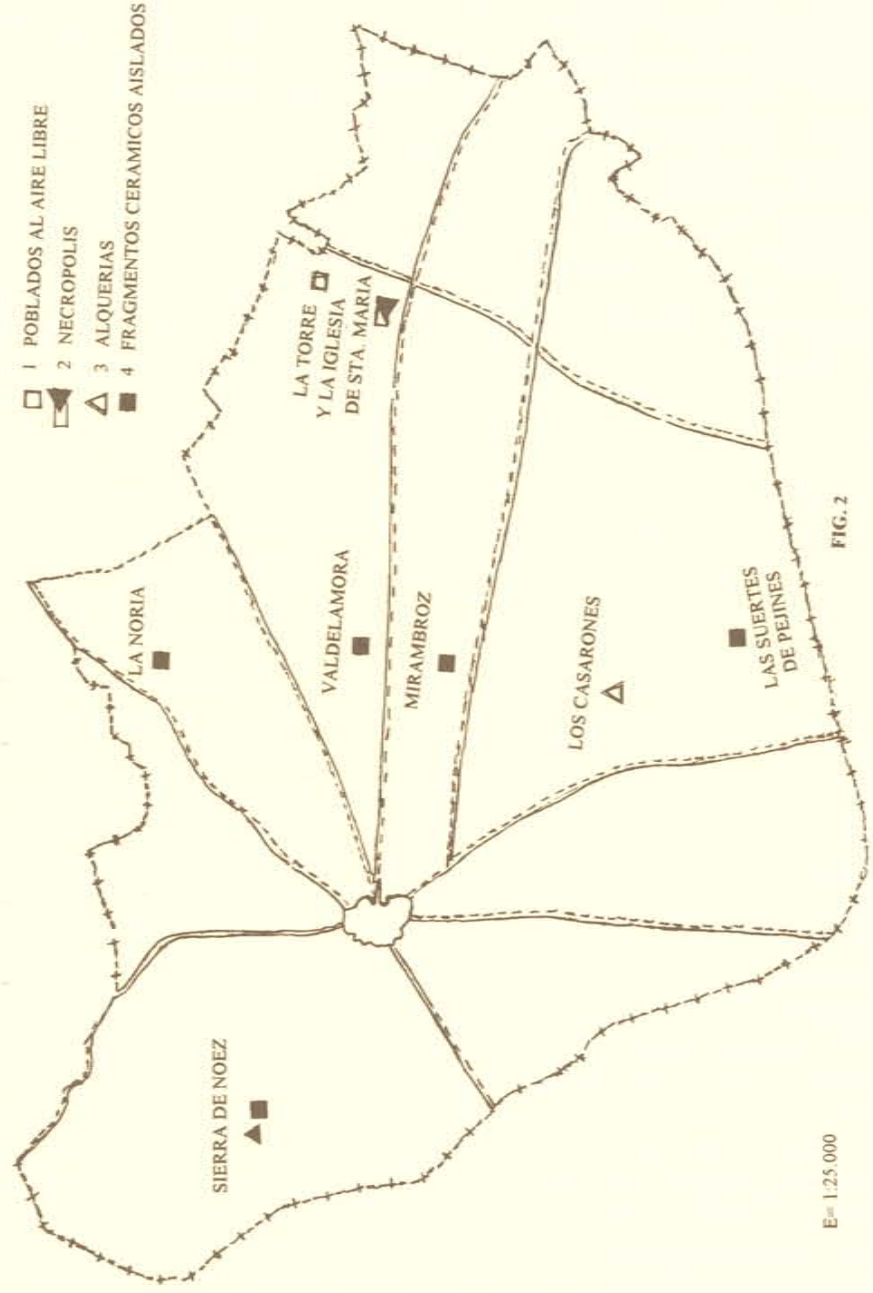 1 POBLADOS AL AIRE LIBRE
2 NECROPOLIS
3 ALQUERIAS
4 FRAGMENTOS CERAMICOS AISLADOS
SIERRA DE NOEZ
LA NORIA
VALDELAMORA
MIRAMBROZ
LA TORRE
Y LA IGLESIA
DE STA. MARIA
LOS CASARONES
LAS SUERTES
DE PEJINES
E= 1:25.000
FIG. 2